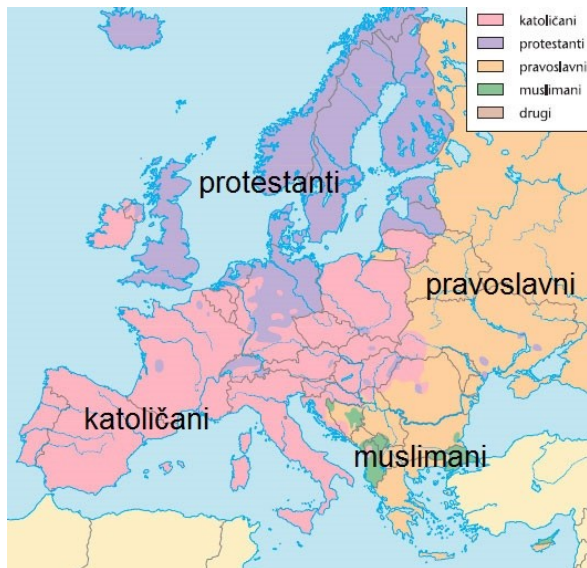 katoličani
protestanti
pravoslavni
muslimani
drugi
protestanti
pravoslavni
katoličani
muslimani